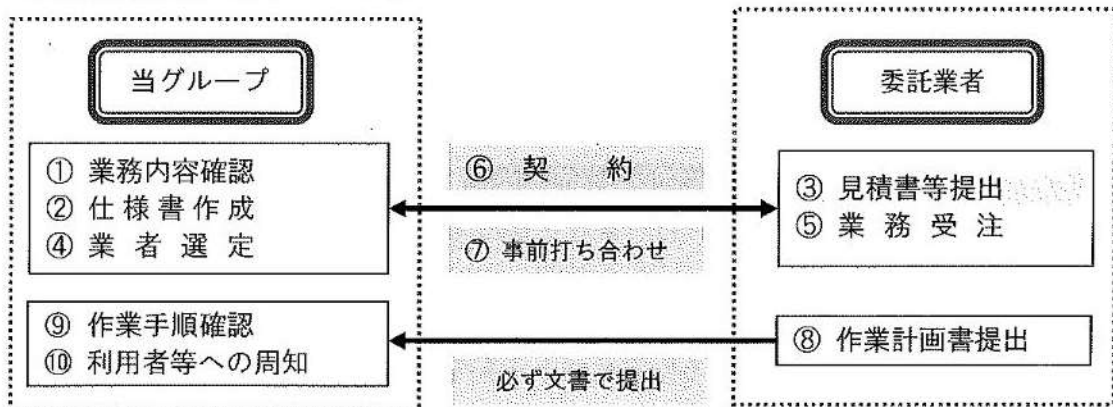 当グループ
委託業者
① 業務内容確認
② 仕様書作成
④ 業者選定
⑥ 契約
③ 見積書等提出
⑤ 業務受注
⑦ 事前打ち合わせ
⑨ 作業手順確認
⑩ 利用者等への周知
⑧ 作業計画書提出
必ず文書で提出